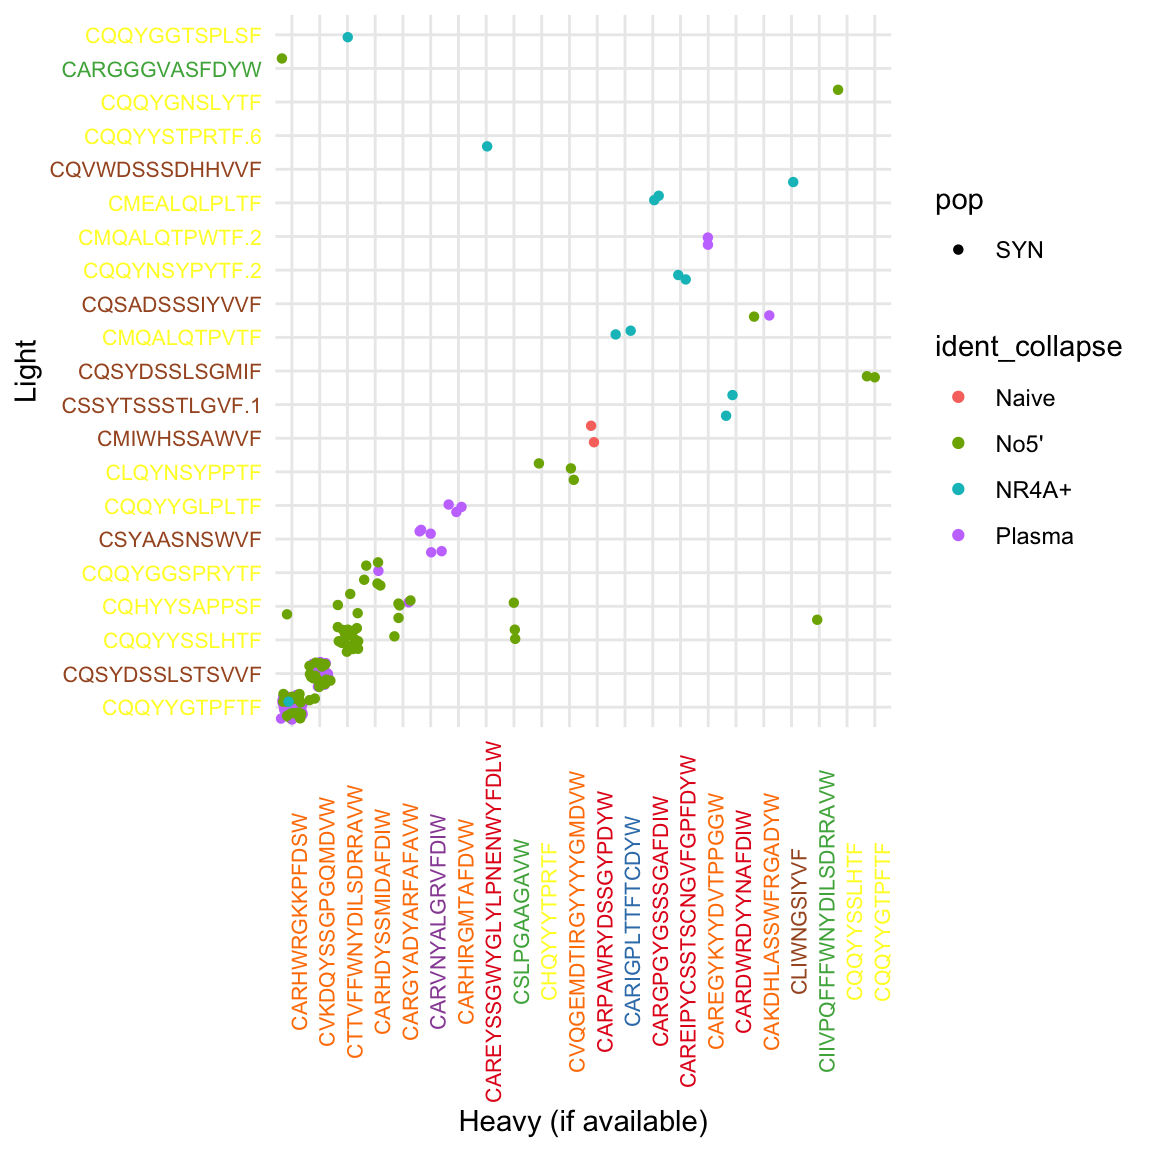 CQQYGGTSPLSF
CARGGGVASFDYW
CQQYGNSLYTF
CQQYYSTPRTF.6
CQVWDSSSDHHVVF
CMEALQLPLTF
CMQALQTPWTF.2
CQQYNSYPYTF.2
CQSADSSSIYVVF
CMQALQTPVTF
CQSYDSSLSGMIF
CSSYTSSSTLGVF.1
CMIWHSSAWVF
CLQYNSYPPTF
CQQYYGLPLTF
CSYAASNSWVF
CQQYGGSPRYTF
CQHYYSAPPSF
CQQYYSSLHTF
CQSYDSSLSTSVVF
CQQYYGTPFTF
Light
CARHWRGKKPFDSW
CVKDQYSSGPGQMDVW
CTTVFFWNYDILSDRRAVW
CARHDYSSMIDAFDIW
CARGYADYARFAFAVW
CARVNYALGRVFDIW
CARHIRGMTAFDVW
CAREYSSGWYGLYLPNENWYFDLW
CSLPGAAGAVW
CHQYYYTPRTF
CVQGEMDTIRGYYYYGMDVW
CARPAWRYDSSGYPDYW
CARIGPLTTFTCDYW
CARGPGYGSSSGAFDIW
CAREIPYCSSTSCNGVFGPFDYW
CAREGYKYYDVTPPGGW
CARDWRDYYNAFDIW
CAKDHLASSWFRGADYW
CLIWNGSIYVF
CIIVPQFFFWNYDILSDRRAVW
CQQYYSSLHTF
CQQYYGTPFTF
Heavy (if available)
pop
SYN
ident_collapse
Naive
No5'
NR4A+
Plasma